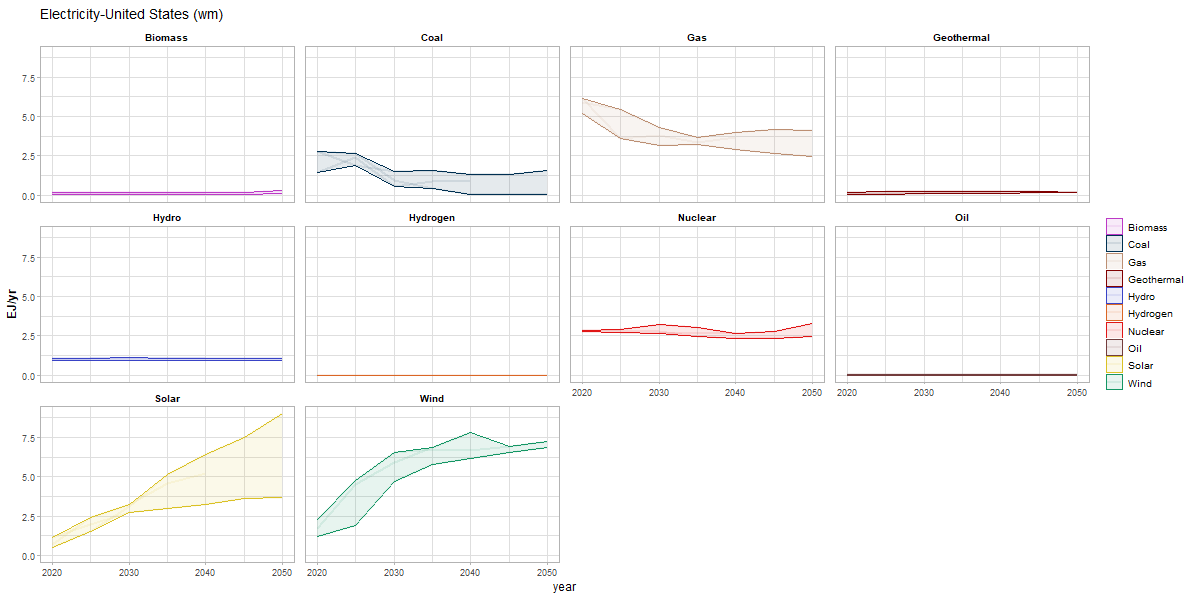 Electricity-United States (wm)
Biomass
Coal
Gas
Geothermal
7.5
5.0
2.5
0.0
Hydro
Hydrogen
Nuclear
Oil
7.5
5.0
2.5
0.0
2020 2030 2040 2050
2020 2030 2040 2050
Solar
Wind
7.5
5.0
2.5
0.0
2020 2030 2040 2050
2020 2030 2040 2050
year
EJ/yr
Biomass
Coal
Gas
Geothermal
Hydro
Hydrogen
Nuclear
Oil
Solar
Wind